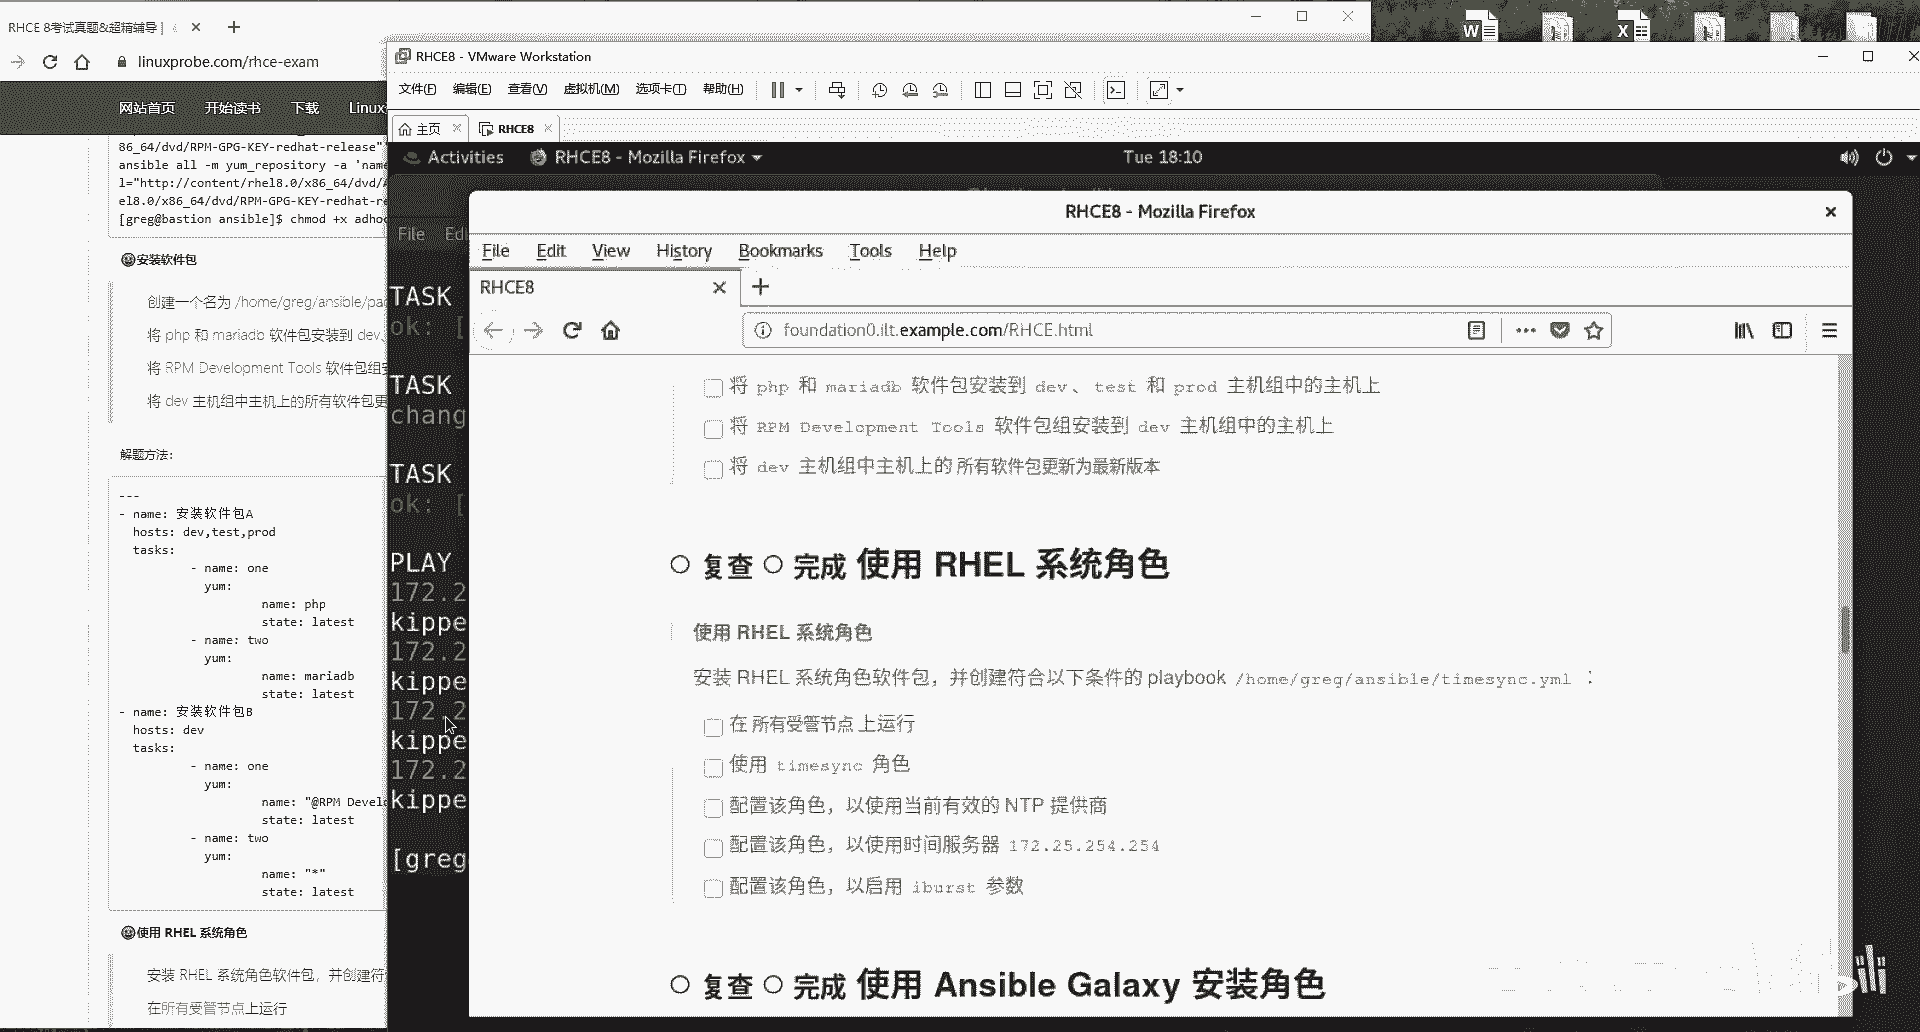 RHCE 8考试真题&超精辅导 |
linuxprobe.com/rhce-exam
网站首页 开始读书 下载 Linux
86_64/dvd/RPM-GPG-KEY-redhat-release"
ansible all -m yum_repository -a 'name
l="http://content/rhel8.0/x86_64/dvd/
el8.0/x86_64/dvd/RPM-GPG-KEY-redhat-re
[greg@bastion ansible]$ chmod +x adhoc
安装软件包
创建一个名为 /home/greg/ansible/pac
将 php 和 mariadb 软件包安装到 dev、
将 RPM Development Tools 软件包组安
将 dev 主机组中主机上的所有软件包更
解题方法:
---
- name: 安装软件包A
hosts: dev,test,prod
tasks:
- name: one
yum:
name: php
state: latest
- name: two
yum:
name: mariadb
state: latest
- name: 安装软件包B
hosts: dev
tasks:
- name: one
yum:
name: "@RPM Develo
state: latest
- name: two
yum:
name: "*"
state: latest
使用 RHEL 系统角色
安装 RHEL 系统角色软件包，并创建符
在所有受管节点上运行
RHCE8 - VMware Workstation
文件(F) 编辑(E) 查看(V) 虚拟机(M) 选项卡(T) 帮助(H)
主页 RHCE8
Activities RHCE8 - Mozilla Firefox Tue 18:10
File Ed
TASK
ok: [
TASK
chang
TASK
ok: [
PLAY
172.2
kippe
172.2
kippe
172.2
kippe
172.2
kippe
[greg
RHCE8 - Mozilla Firefox
File Edit View History Bookmarks Tools Help
RHCE8
foundation0.ilt.example.com/RHCE.html
将 php 和 mariadb 软件包安装到 dev、 test 和 prod 主机组中的主机上
将 RPM Development Tools 软件包组安装到 dev 主机组中的主机上
将 dev 主机组中主机上的 所有软件包更新为最新版本
复查 完成 使用 RHEL 系统角色
使用 RHEL 系统角色
安装 RHEL 系统角色软件包，并创建符合以下条件的 playbook /home/greg/ansible/timesync.yml ：
在 所有受管节点 上运行
使用 timesync 角色
配置该角色，以使用当前有效的 NTP 提供商
配置该角色，以使用时间服务器 172.25.254.254
配置该角色，以启用 iburst 参数
复查 完成 使用 Ansible Galaxy 安装角色